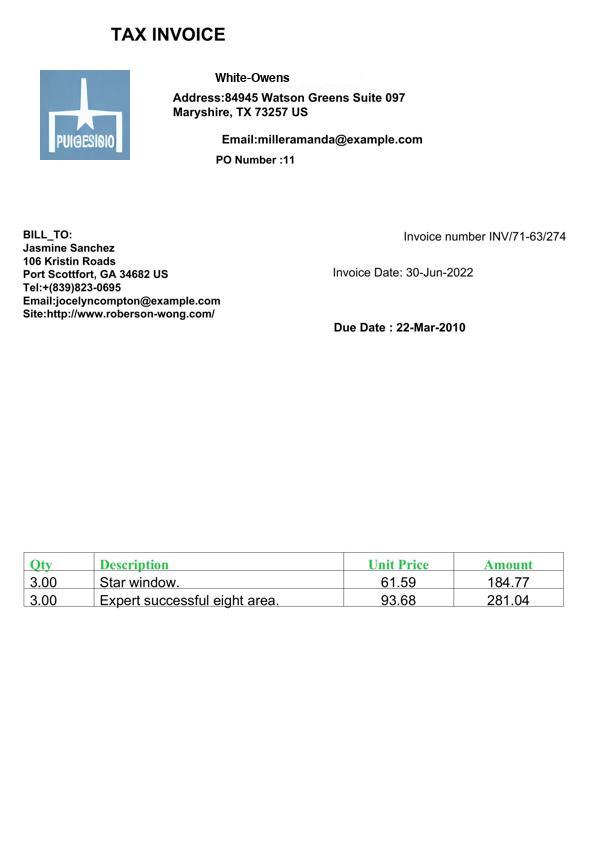 TAX INVOICE
PUIGESIBIO
White-Owens
Address:84945 Watson Greens Suite 097
Maryshire, TX 73257 US
Email:milleramanda@example.com
PO Number :11
BILL_TO:
Jasmine Sanchez
106 Kristin Roads
Port Scottfort, GA 34682 US
Tel:+(839)823-0695
Email:jocelyncompton@example.com
Site:http://www.roberson-wong.com/
Invoice number INV/71-63/274
Invoice Date: 30-Jun-2022
Due Date : 22-Mar-2010
Qty Description Unit Price Amount
3.00 Star window. 61.59 184.77
3.00 Expert successful eight area. 93.68 281.04